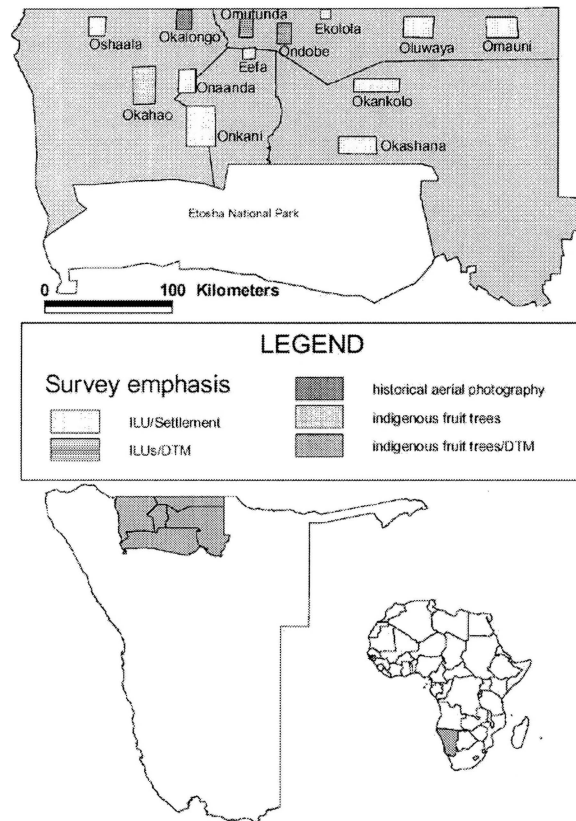 Omutunda
Ekolola
Oshaala
Okalongo
Ondobe
Oluwaya
Omauni
Eefa
Onaanda
Okahao
Okankolo
Onkani
Okashana
Etosha National Park
0 100 Kilometers
LEGEND
Survey emphasis
ILU/Settlement
ILUs/DTM
historical aerial photography
indigenous fruit trees
indigenous fruit trees/DTM